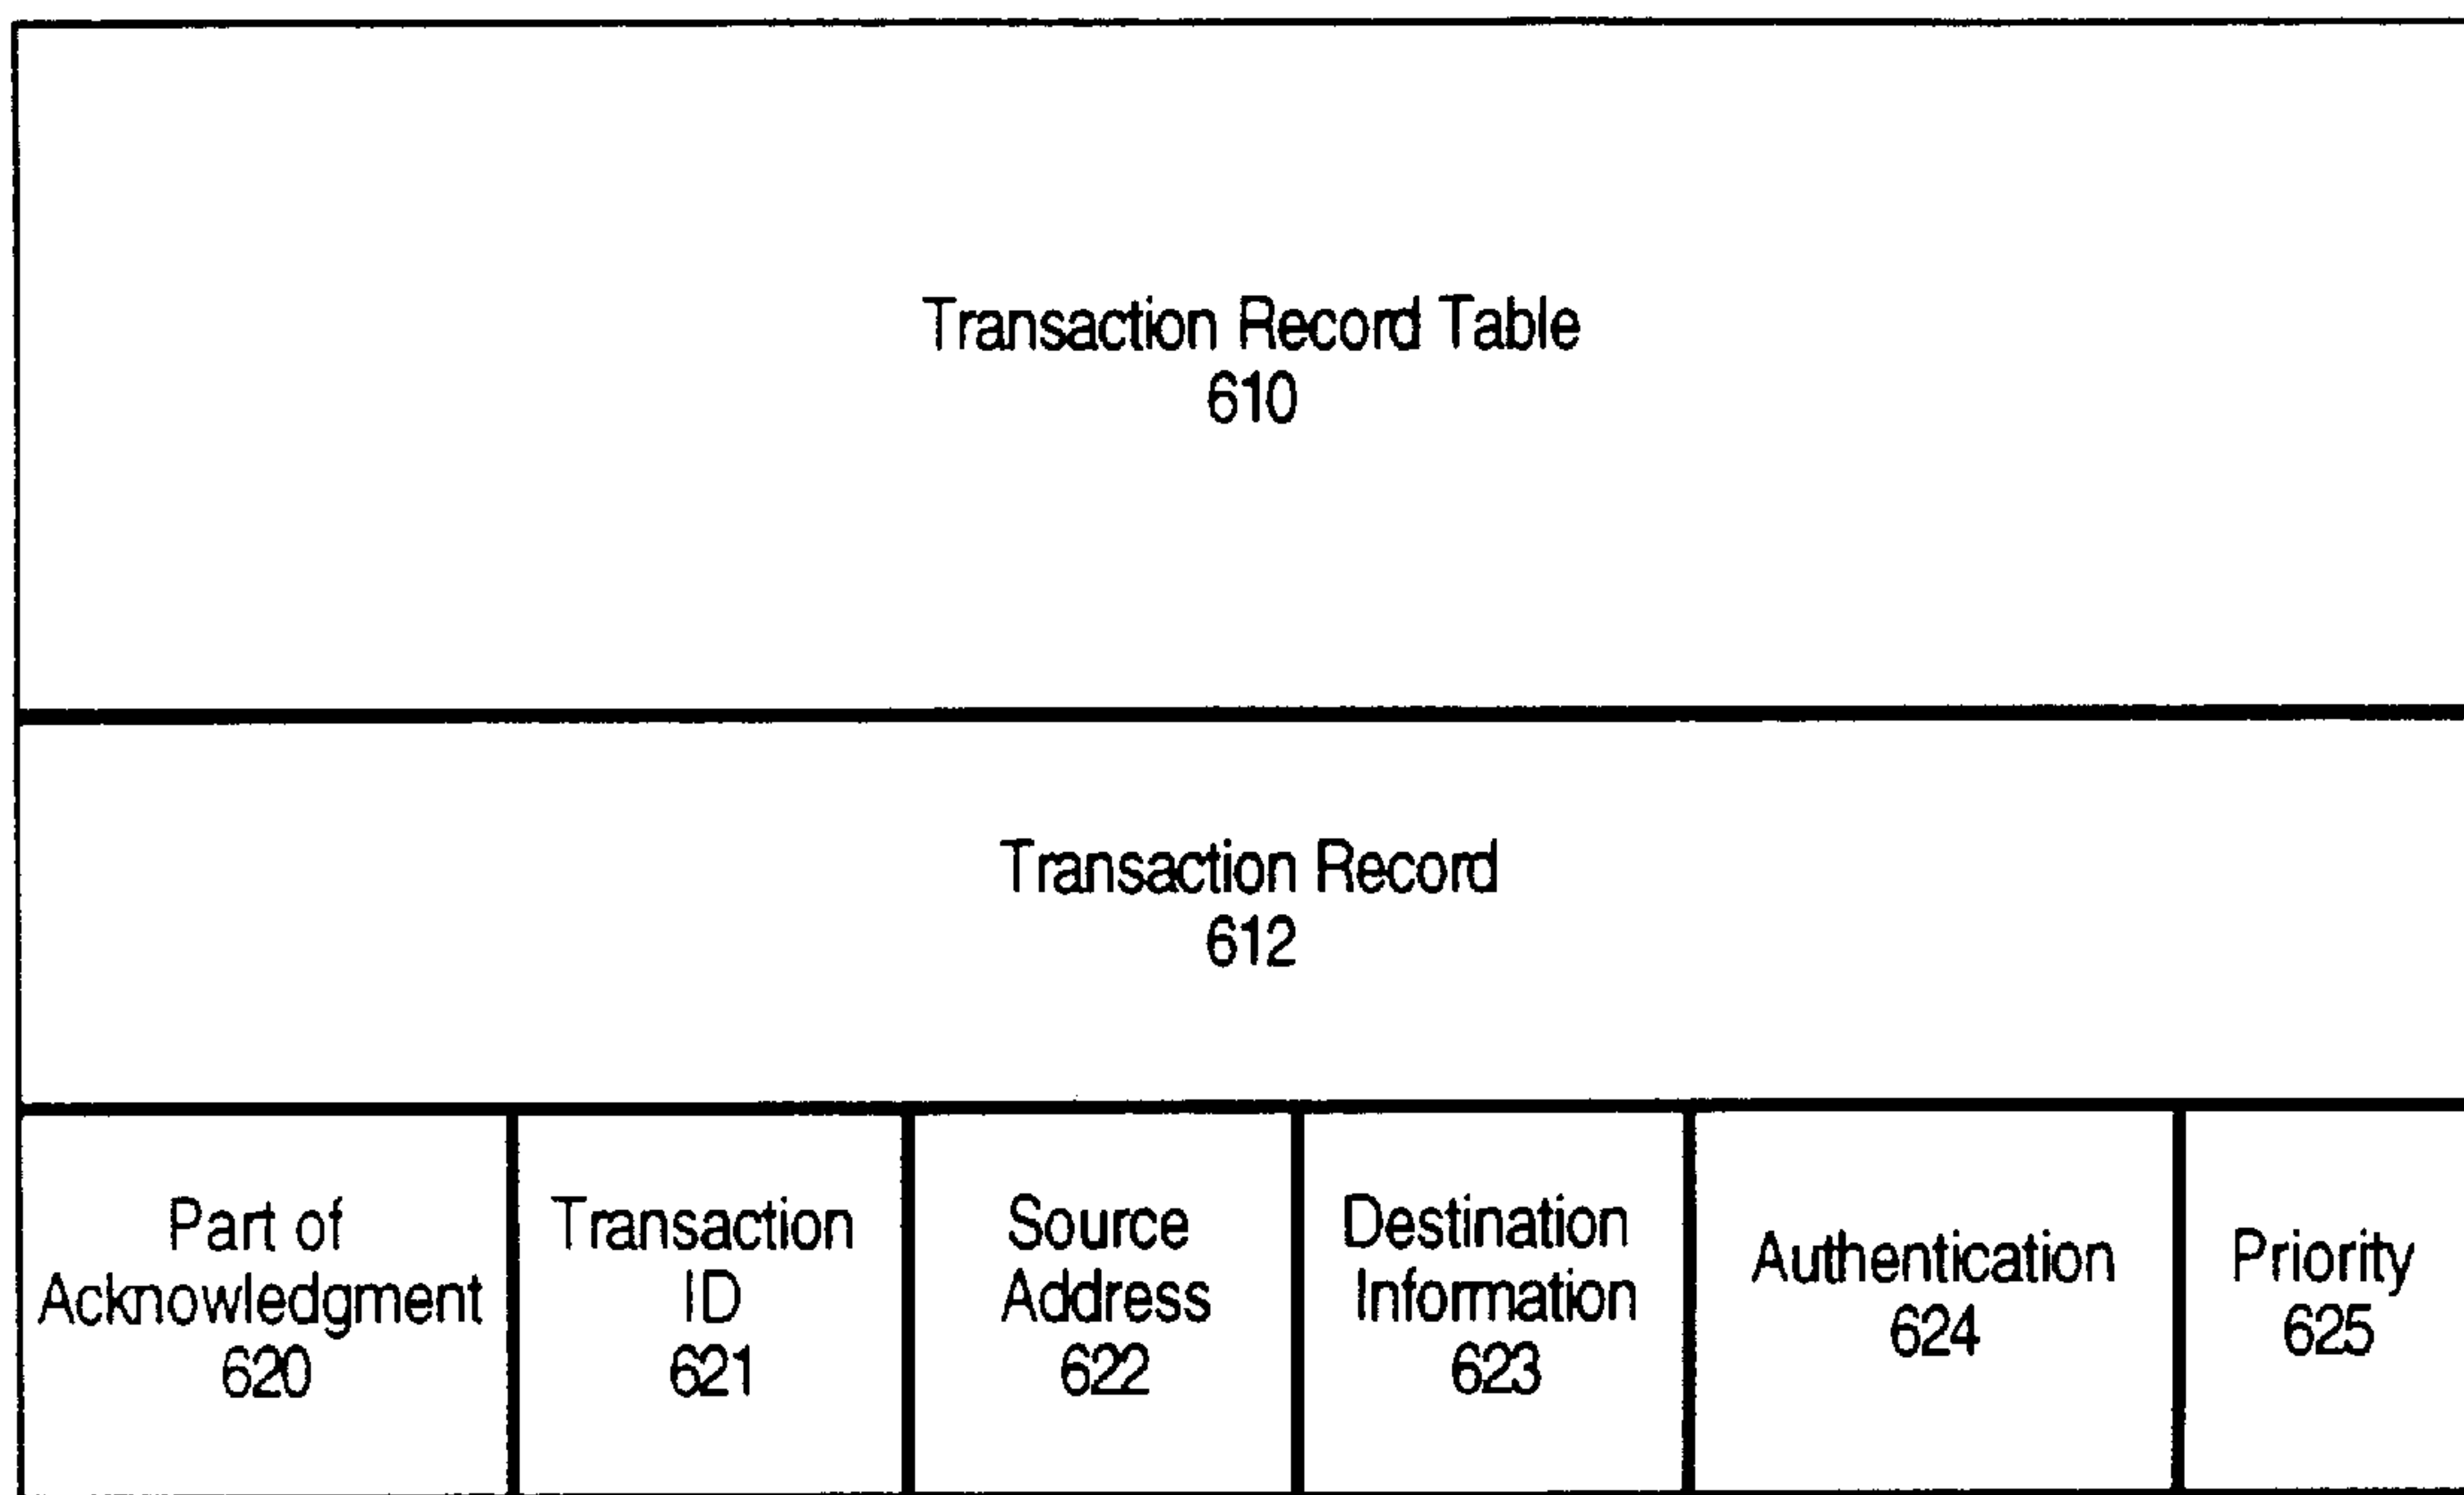 Transaction Record Table
610
Transaction Record
612
Part of
Acknowledgment
620
Transaction
ID
621
Source
Address
622
Destination
Information
623
Authentication
624
Priority
625